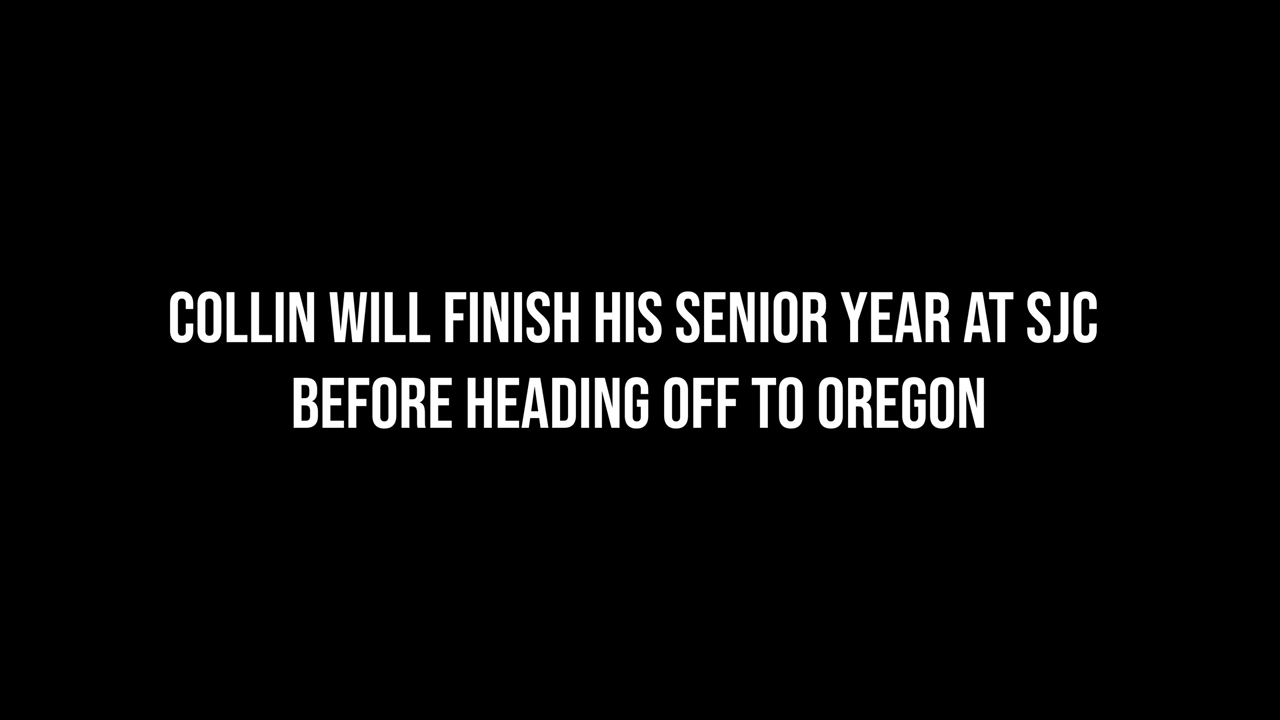 COLLIN WILL FINISH HIS SENIOR YEAR AT SJC
BEFORE HEADING OFF TO OREGON